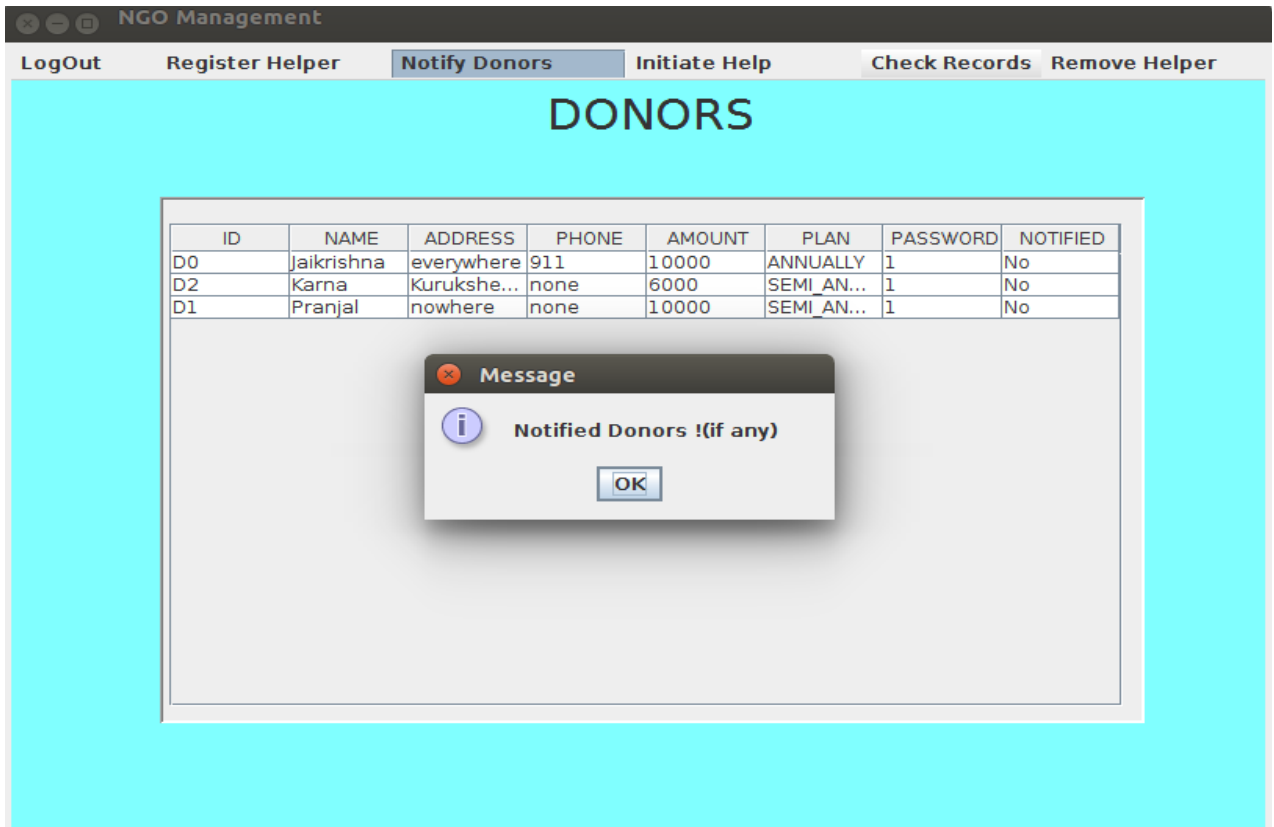 NGO Management
LogOut Register Helper Notify Donors Initiate Help Check Records Remove Helper
DONORS
ID NAME ADDRESS PHONE AMOUNT PLAN PASSWORD NOTIFIED
D0 Jaikrishna everywhere 911 10000 ANNUALLY 1 No
D2 Karna Kurukshe... none 6000 SEMI_AN... 1 No
D1 Pranjal nowhere none 10000 SEMI_AN... 1 No
Message
Notified Donors !(if any)
OK